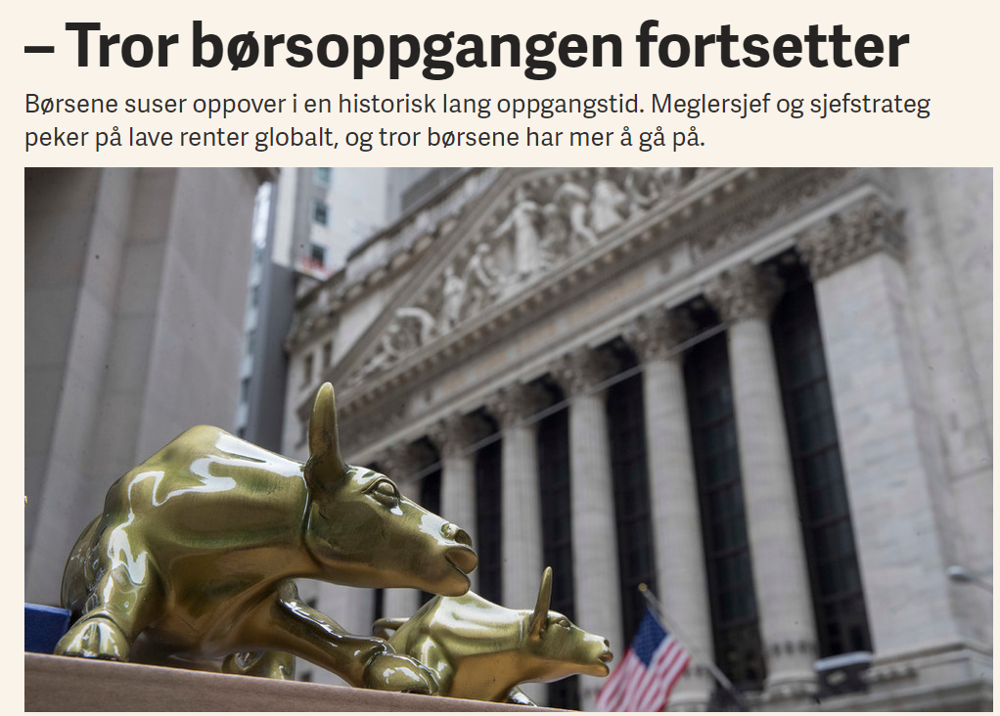 – Tror børsoppgangen fortsetter
Børsene suser oppover i en historisk lang oppgangstid. Meglersjef og sjefstrateg
peker på lave renter globalt, og tror børsene har mer å gå på.